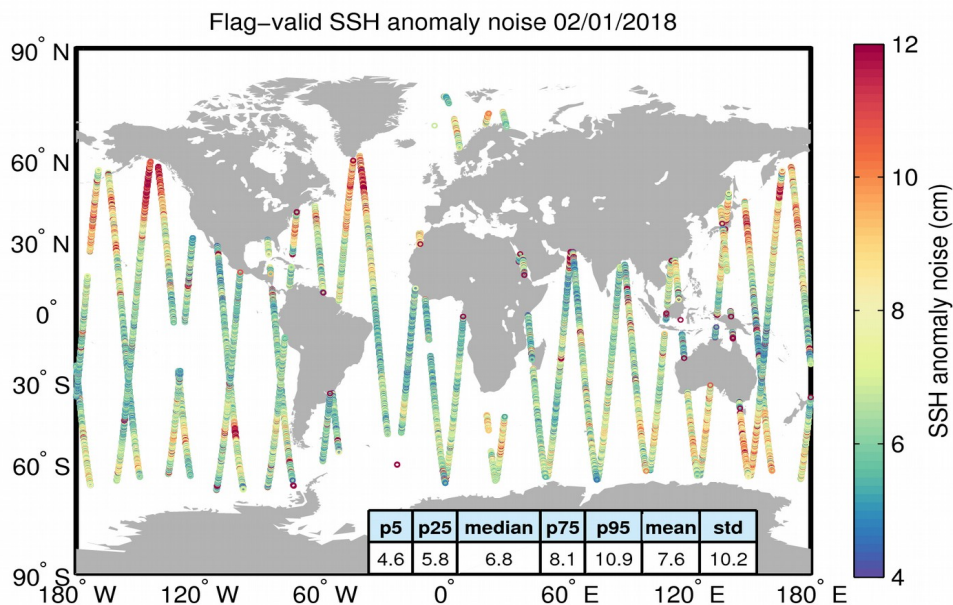 Flag–valid SSH anomaly noise 02/01/2018
90° N
60° N
30° N
0°
30° S
60° S
90° S
180° W
120° W
60° W
0°
60° E
120° E
180° E
12
10
8
6
4
SSH anomaly noise (cm)
p5 p25 median p75 p95 mean std
4.6 5.8 6.8 8.1 10.9 7.6 10.2